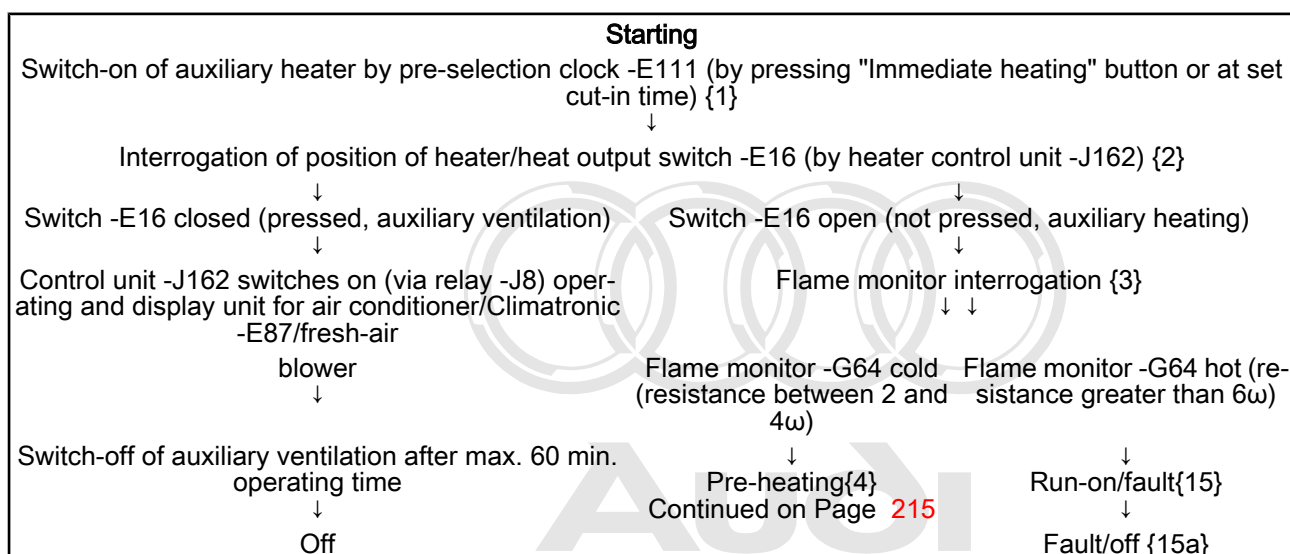 Starting
Switch-on of auxiliary heater by pre-selection clock -E111 (by pressing "Immediate heating" button or at set
cut-in time) {1}
↓
Interrogation of position of heater/heat output switch -E16 (by heater control unit -J162) {2}
↓ ↓
Switch -E16 closed (pressed, auxiliary ventilation)
Switch -E16 open (not pressed, auxiliary heating)
↓ ↓
Control unit -J162 switches on (via relay -J8) oper-
ating and display unit for air conditioner/Climatronic
-E87/fresh-air
blower
↓
Switch-off of auxiliary ventilation after max. 60 min.
operating time
↓
Off
Flame monitor interrogation {3}
↓ ↓
Flame monitor -G64 cold
(resistance between 2 and
4ω)
↓
Pre-heating{4}
Continued on Page 215
Flame monitor -G64 hot (re-
sistance greater than 6ω)
↓
Run-on/fault{15}
↓
Fault/off {15a}
Audi